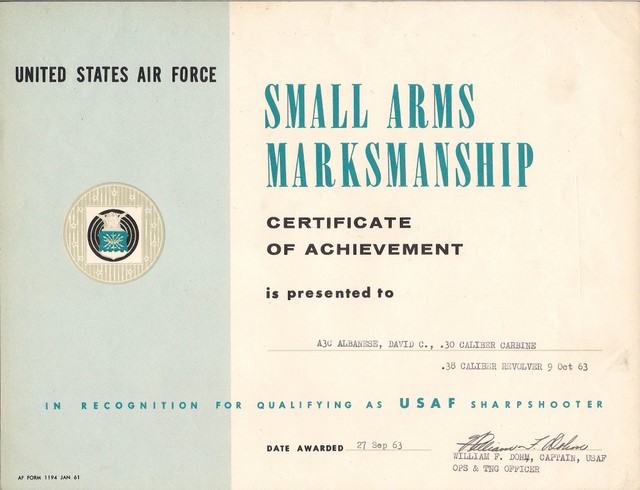 UNITED STATES AIR FORCE
SMALL ARMS
MARKSMANSHIP
CERTIFICATE
OF ACHIEVEMENT
is presented to
A3C ALBANESE, DAVID C., .30 CALIBER CARBINE
.38 CALIBER REVOLVER 9 Oct 63
IN RECOGNITION FOR QUALIFYING AS USAF SHARPSHOOTER
DATE AWARDED 27 Sep 63
William F. Dohm
WILLIAM F. DOHM, CAPTAIN, USAF
OPS & TNG OFFICER
AF FORM 1194 JAN 61